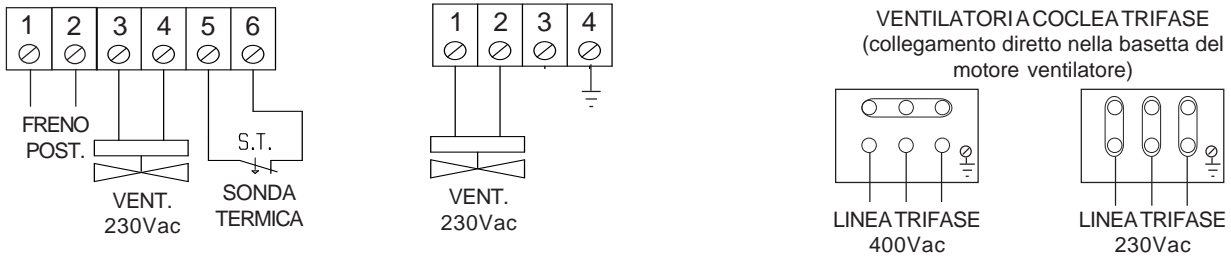 1 2 3 4 5 6
FRENO
POST.
VENT.
230Vac
S.T.
SONDA
TERMICA
1 2 3 4
VENT.
230Vac
VENTILATORI A COCLEA TRIFASE
(collegamento diretto nella basetta del
motore ventilatore)
LINEA TRIFASE
400Vac
LINEA TRIFASE
230Vac